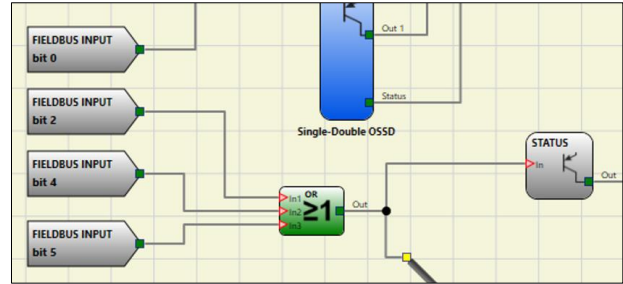 FIELDBUS INPUT
bit 0
Out 1
Status
Single-Double OSSD
FIELDBUS INPUT
bit 2
FIELDBUS INPUT
bit 4
FIELDBUS INPUT
bit 5
OR
In1
In2
In3
≥1
Out
STATUS
In
Out